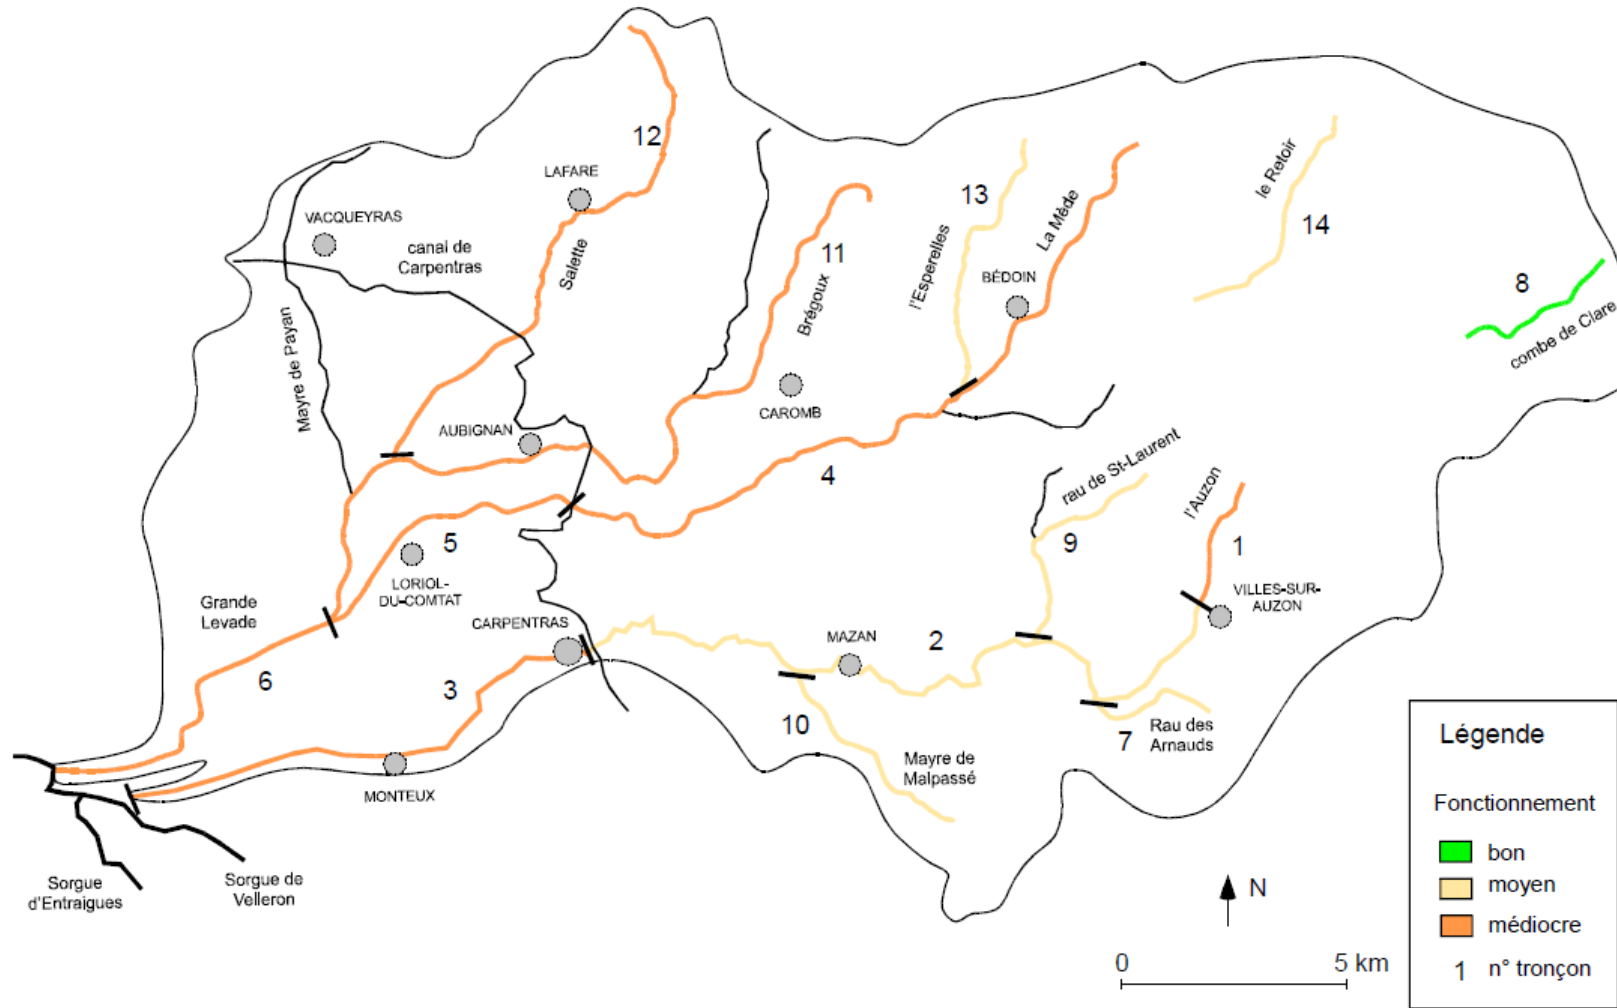 12
LAFARE
VACQUEYRAS
canal de
Carpentras
Salette
Mayre de Payan
11
Brégoux
CAROMB
13
l'Esperelles
La Mède
BÉDOIN
le Retoir
14
8
combe de Clare
AUBIGNAN
4
rau de St-Laurent
l'Auzon
5
LORIOL-
DU-COMTAT
9
1
VILLES-SUR-
AUZON
Grande
Levade
CARPENTRAS
MAZAN
2
6
3
10
7
Rau des
Arnauds
Mayre de
Malpassé
MONTEUX
Sorgue
d'Entraigues
Sorgue de
Velleron
N
0
5 km
Légende
Fonctionnement
bon
moyen
médiocre
1 n° tronçon